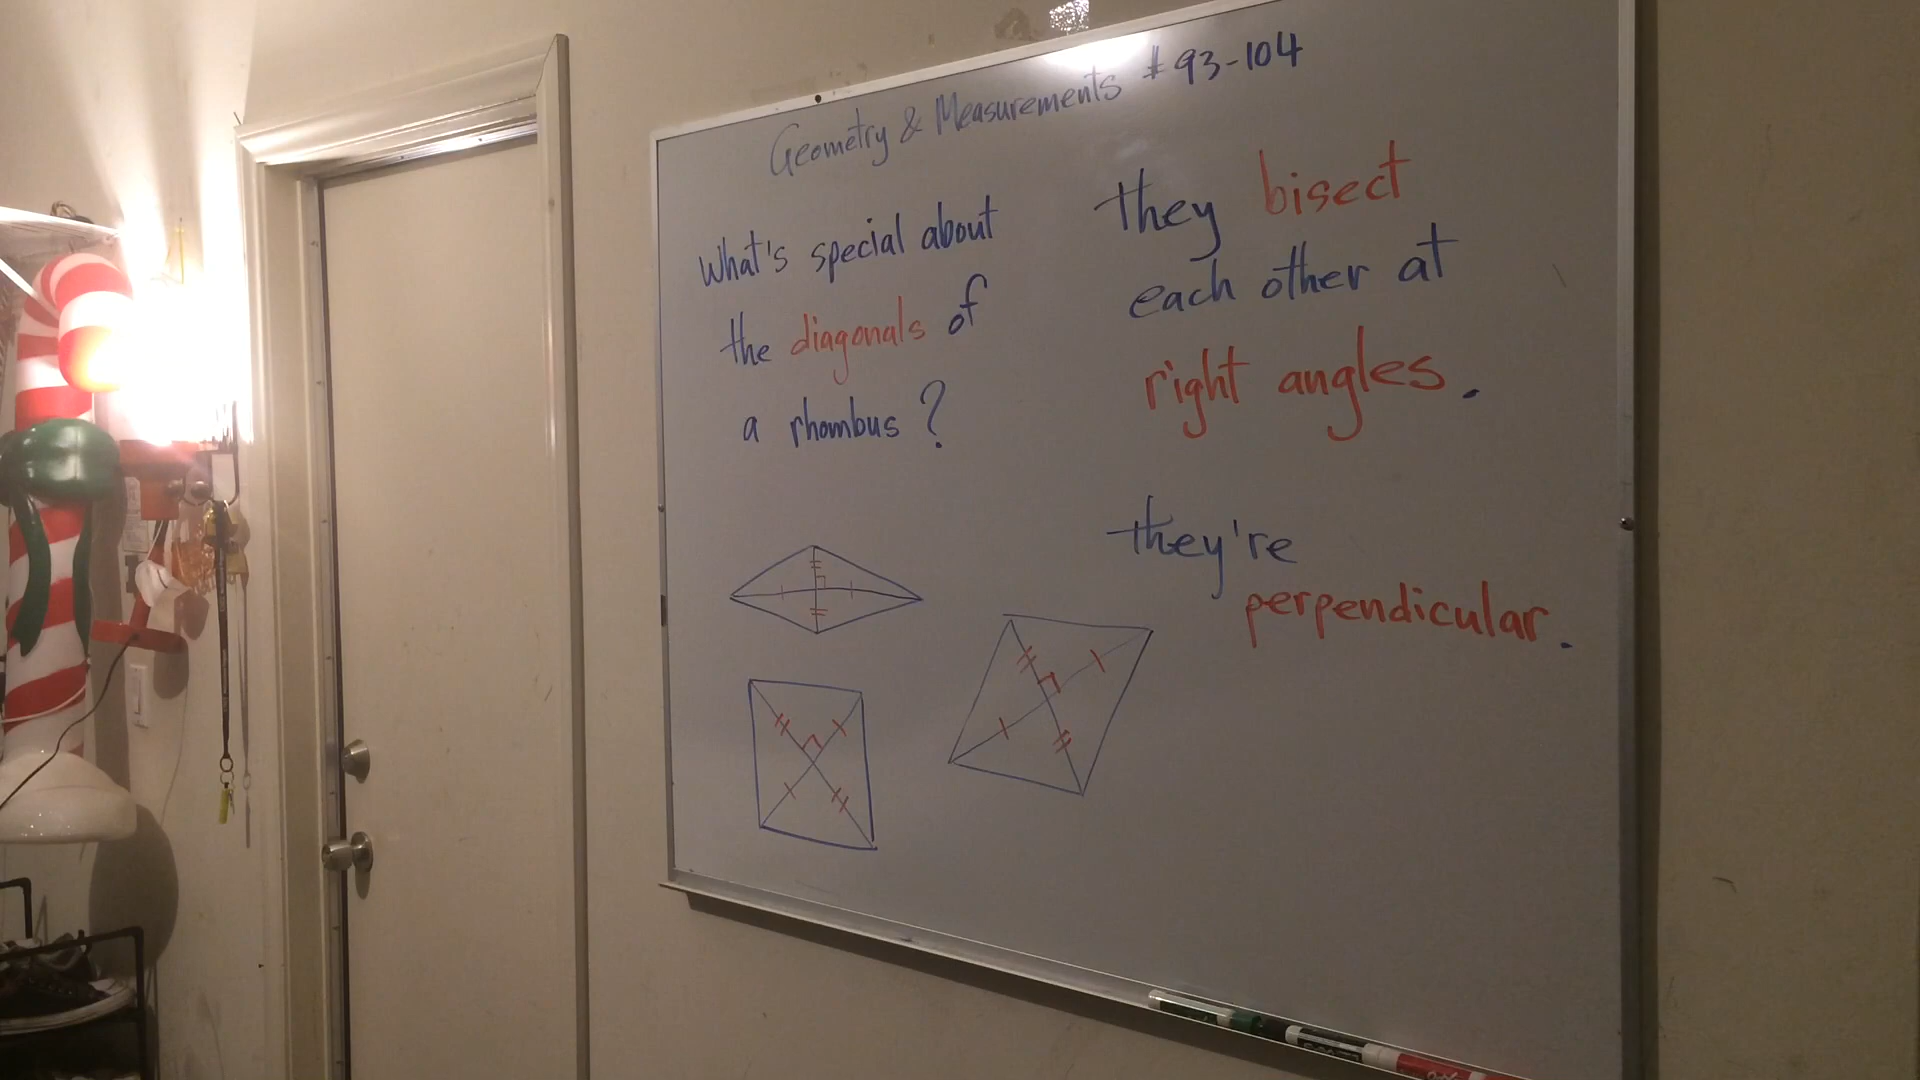 Geometry & Measurements # 93-104
What's special about
the diagonals of
a rhombus?
they bisect
each other at
right angles.
they're
perpendicular.